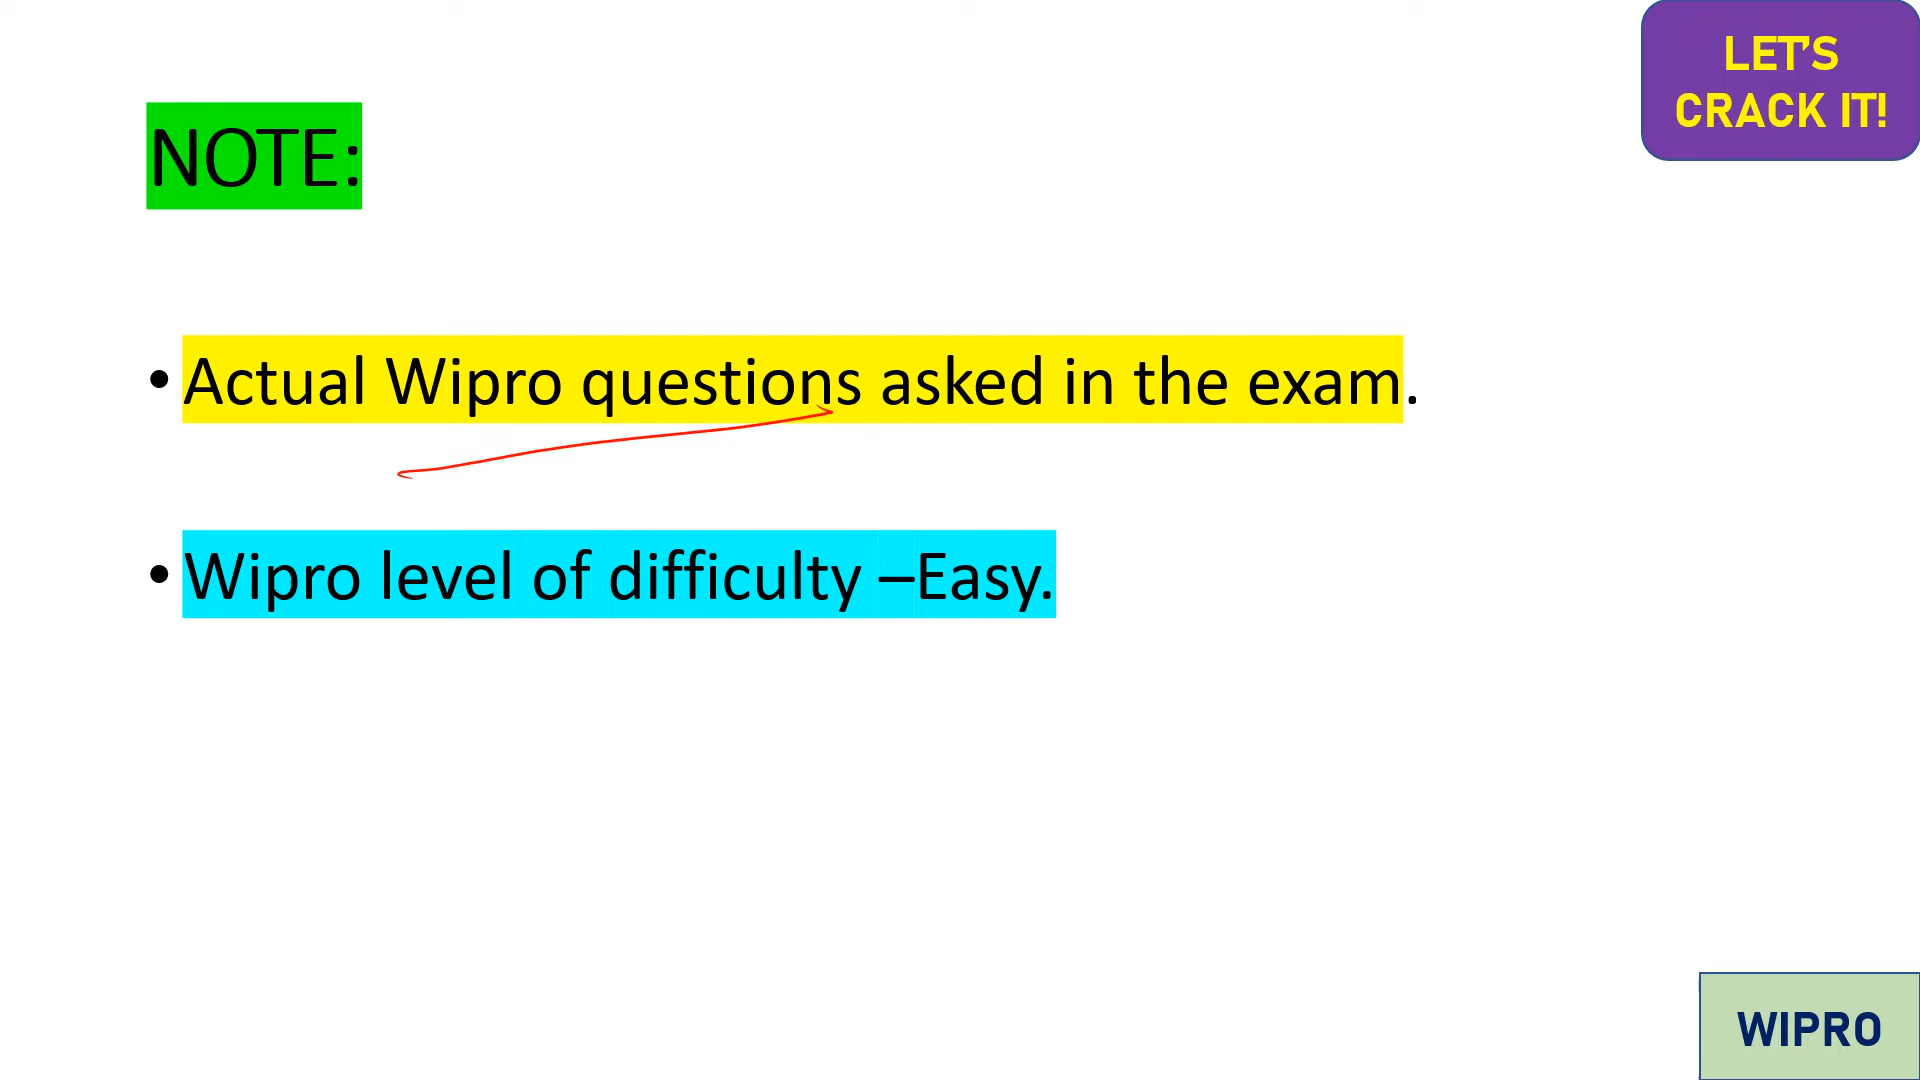 LET'S
CRACK IT!
NOTE:
• Actual Wipro questions asked in the exam.
• Wipro level of difficulty –Easy.
WIPRO